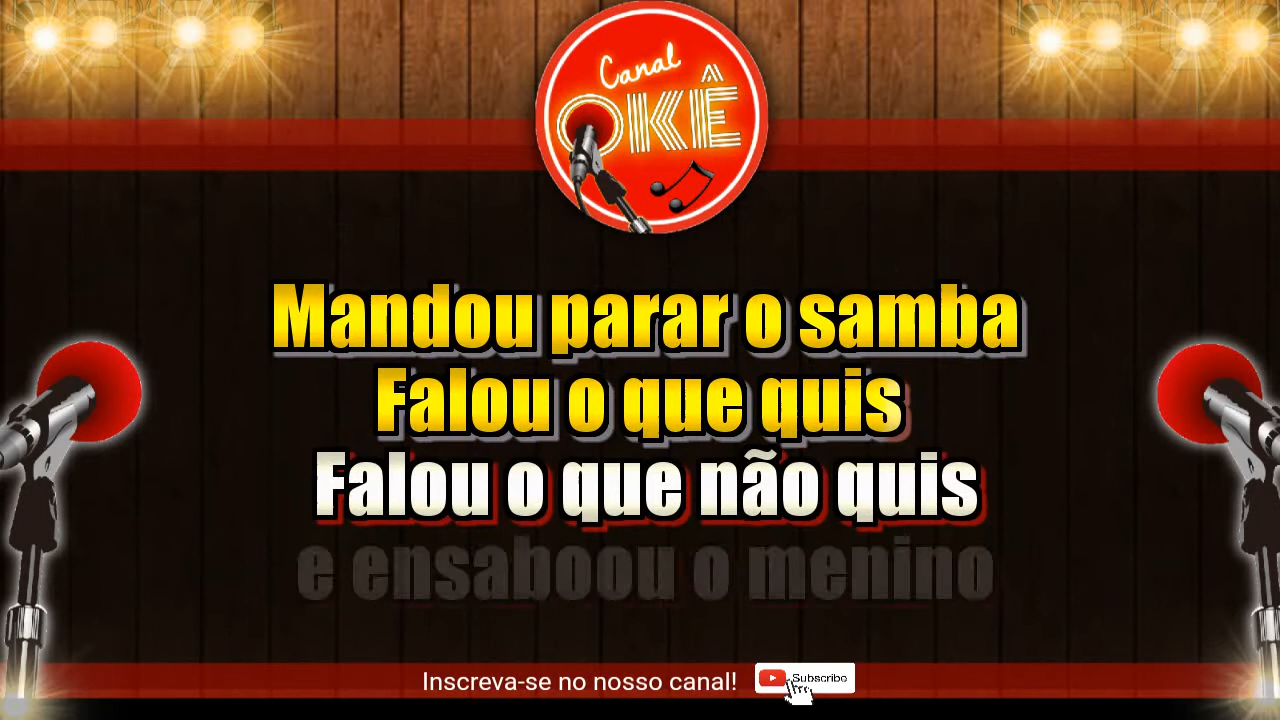 Canal
OKÊ
Mandou parar o samba
Falou o que quis
Falou o que não quis
e ensaboou o menino
Inscreva-se no nosso canal!
Subscribe